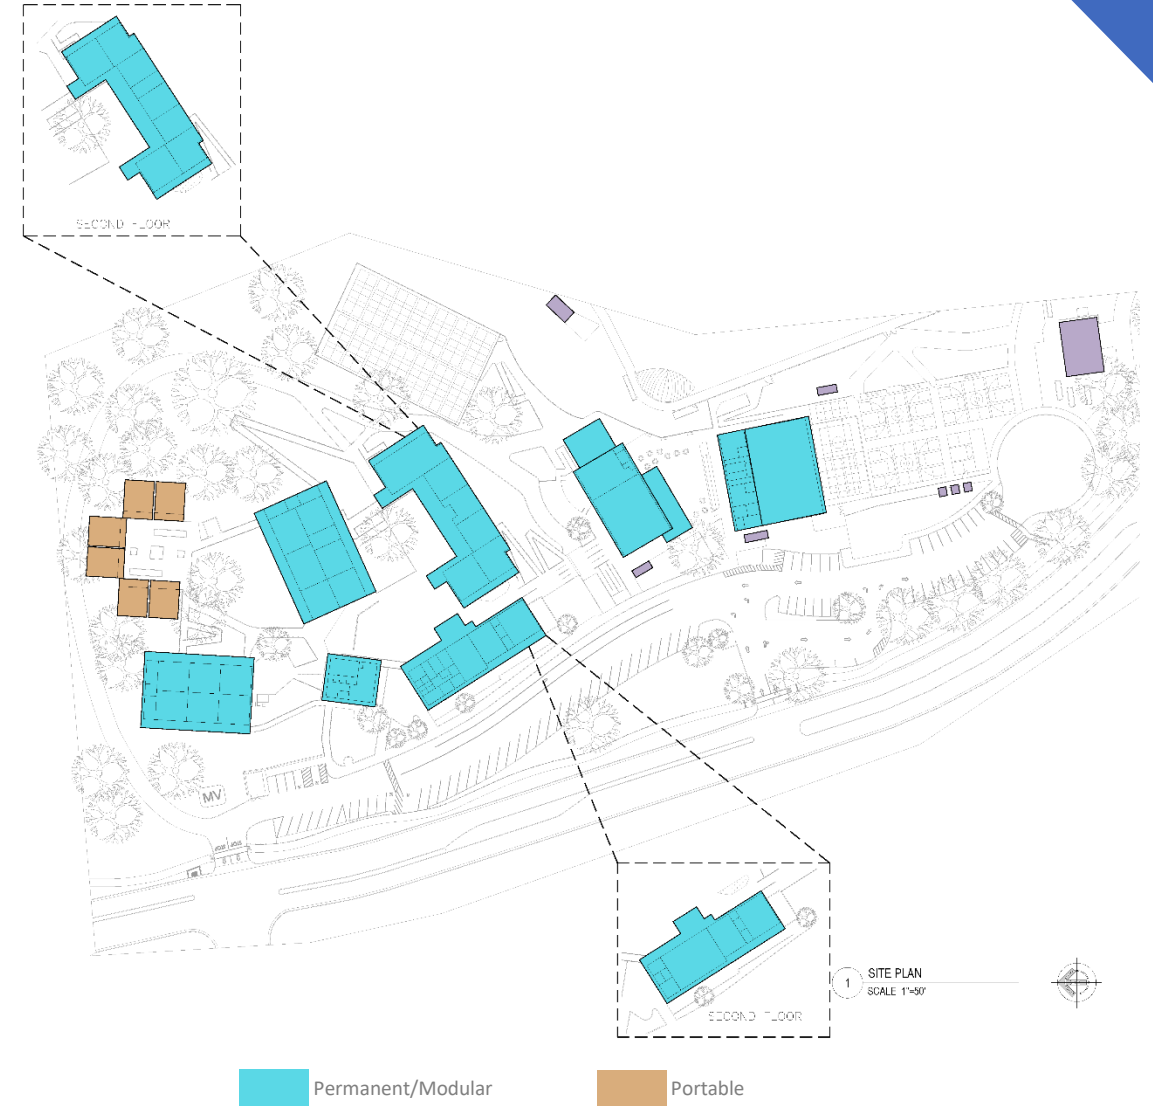 SECOND FLOOR
MV
SECOND FLOOR
1
SITE PLAN
SCALE 1"=50'
Permanent/Modular
Portable